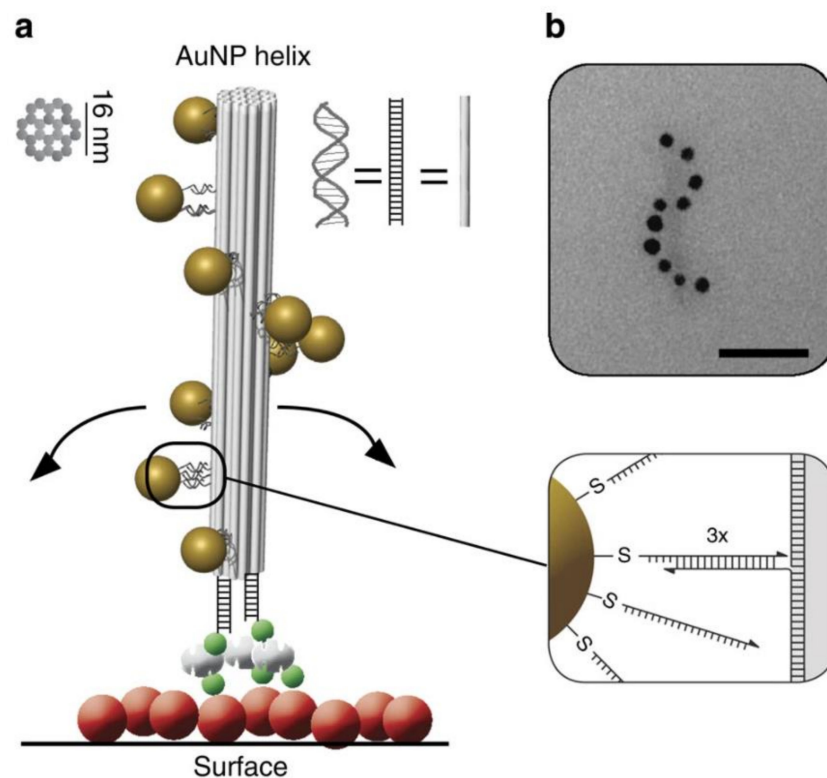 a
b
AuNP helix
16 nm
=
=
3x
S
S
S
S
Surface